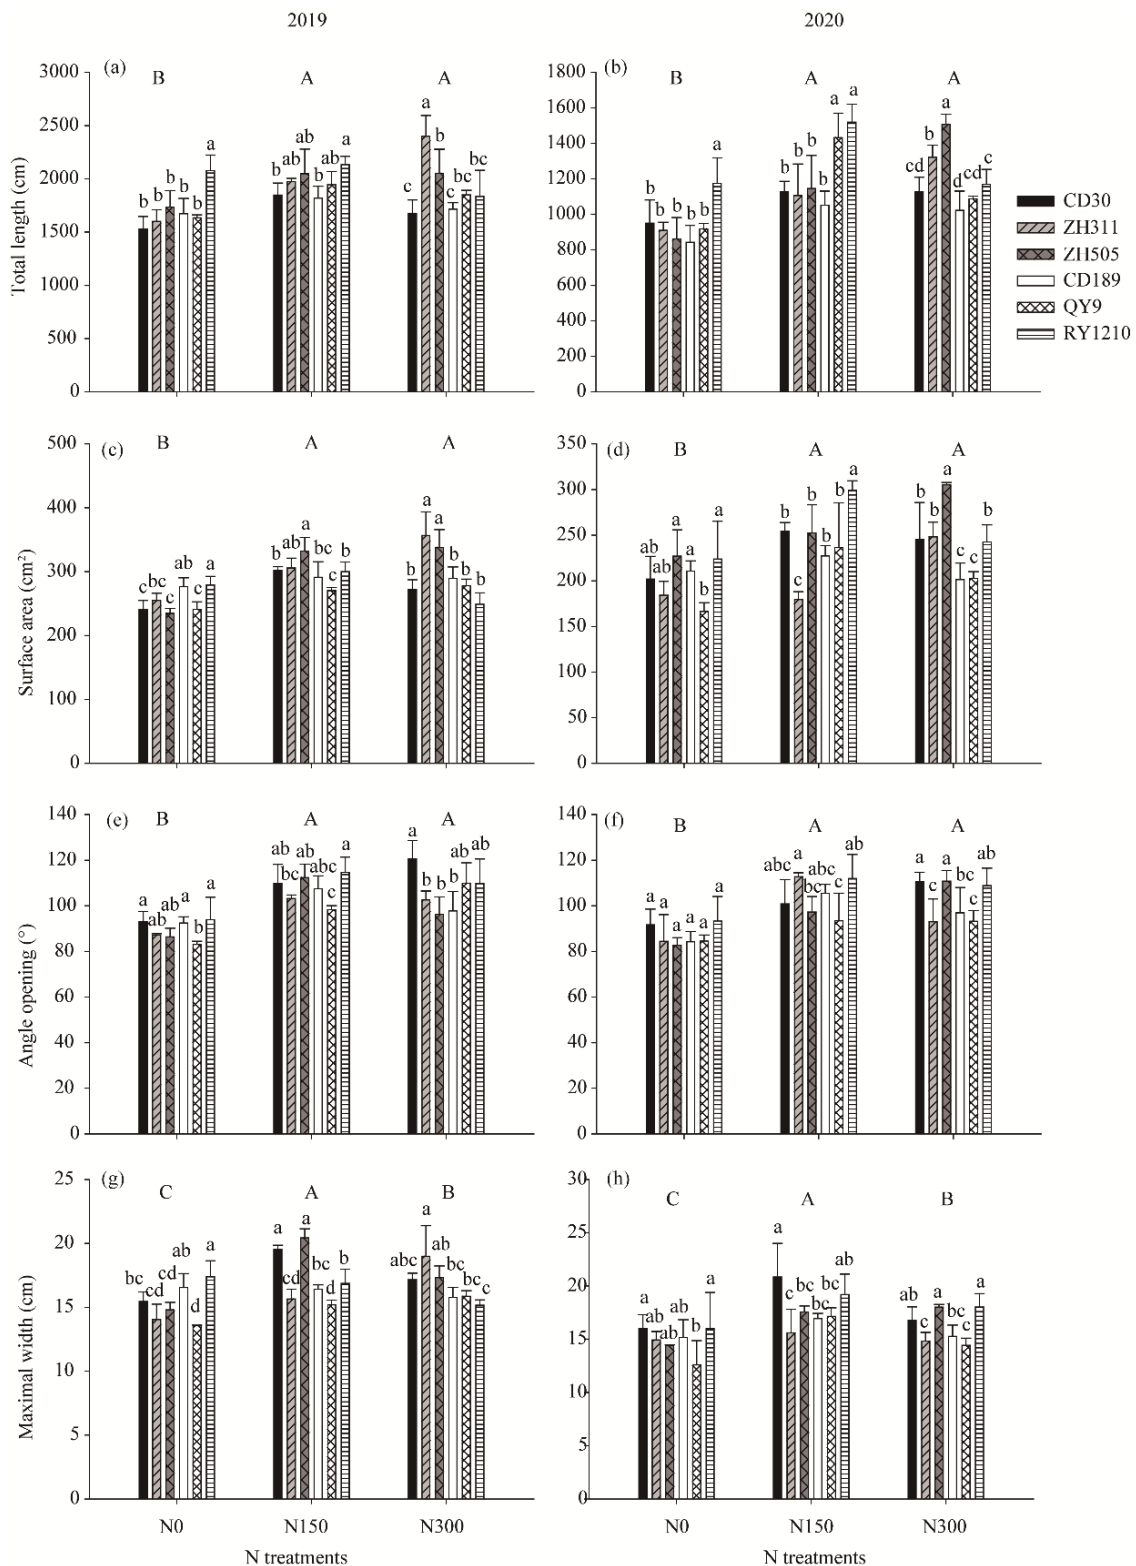 2019
2020
(a)
B
A
A
3000
2500
2000
1500
1000
500
0
Total length (cm)
b b b b b a
b ab ab b ab a
c a b c bc bc
(b)
B
A
A
1800
1600
1400
1200
1000
800
600
400
200
0
b b b b b a
b b b b a a
cd b a d cd c
CD30
ZH311
ZH505
CD189
QY9
RY1210
(c)
B
A
A
500
400
300
200
100
0
Surface area (cm²)
c bc c ab c a
b ab a bc c b
b a a b b b
(d)
B
A
A
350
300
250
200
150
100
50
0
ab ab a a b a
b c b b b a
b b a c c b
(e)
B
A
A
140
120
100
80
60
40
20
0
Angle opening (°)
a ab ab a b a
ab bc ab abc c a
a b b b ab ab
(f)
B
A
A
140
120
100
80
60
40
20
0
a a a a a a
abc a bc abc c ab
a c a bc c ab
(g)
C
A
B
25
20
15
10
5
0
Maximal width (cm)
bc cd cd ab d a
a cd a bc c b
abc a ab bc bc c
(h)
C
A
B
30
25
20
15
10
5
0
a ab ab ab b a
a c bc bc bc ab
ab c a bc c a
N0
N150
N300
N treatments
N0
N150
N300
N treatments